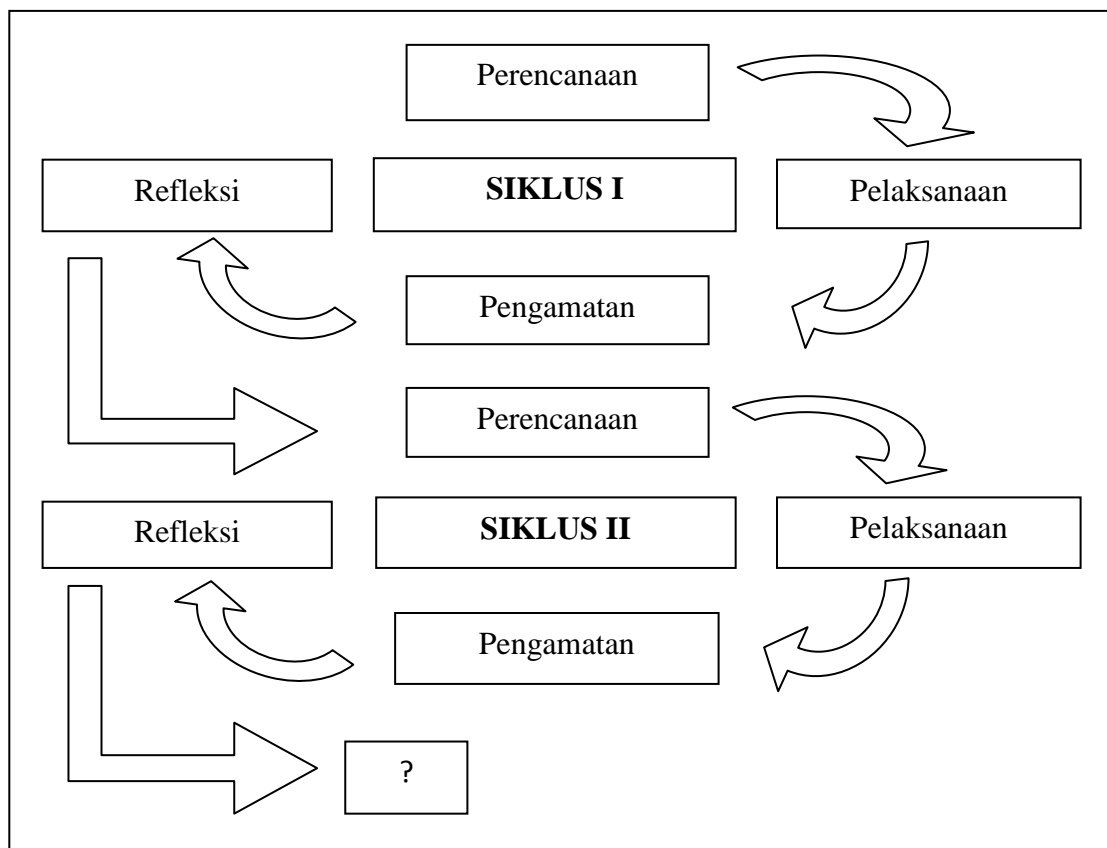 Perencanaan
Refleksi
SIKLUS I
Pelaksanaan
Pengamatan
Perencanaan
Refleksi
SIKLUS II
Pelaksanaan
Pengamatan
?